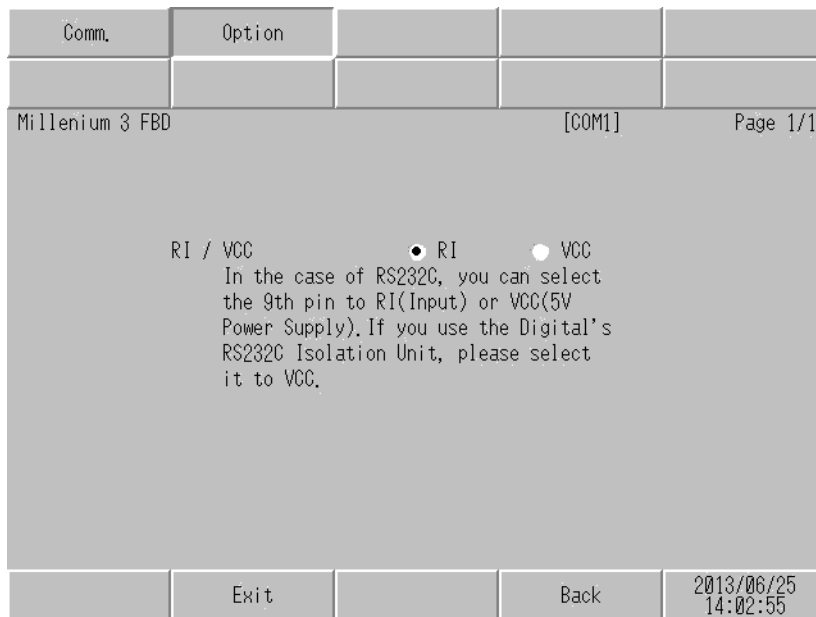 Comm. Option
Millenium 3 FBD [COM1] Page 1/1
RI / VCC RI VCC
In the case of RS232C, you can select
the 9th pin to RI(Input) or VCC(5V
Power Supply).If you use the Digital's
RS232C Isolation Unit, please select
it to VCC.
Exit Back 2013/06/25
14:02:55